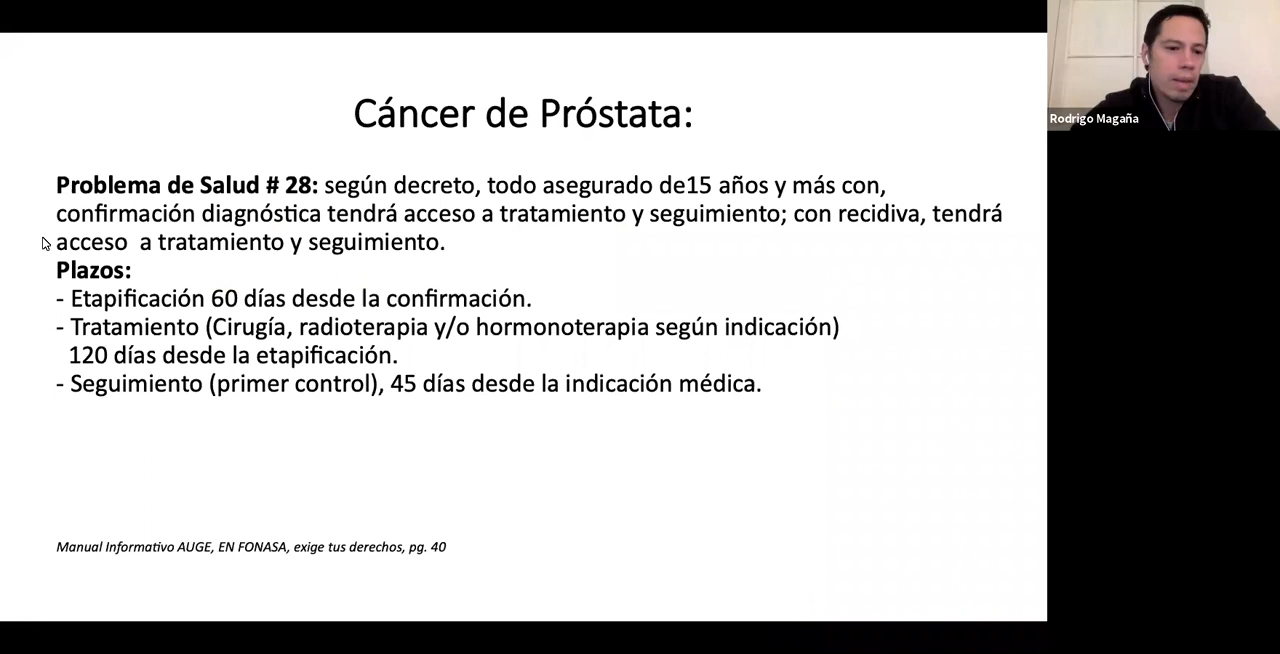 Cáncer de Próstata:
Problema de Salud # 28: según decreto, todo asegurado de15 años y más con,
confirmación diagnóstica tendrá acceso a tratamiento y seguimiento; con recidiva, tendrá
acceso  a tratamiento y seguimiento.
Plazos:
- Etapificación 60 días desde la confirmación.
- Tratamiento (Cirugía, radioterapia y/o hormonoterapia según indicación)
120 días desde la etapificación.
- Seguimiento (primer control), 45 días desde la indicación médica.
Manual Informativo AUGE, EN FONASA, exige tus derechos, pg. 40
Rodrigo Magaña